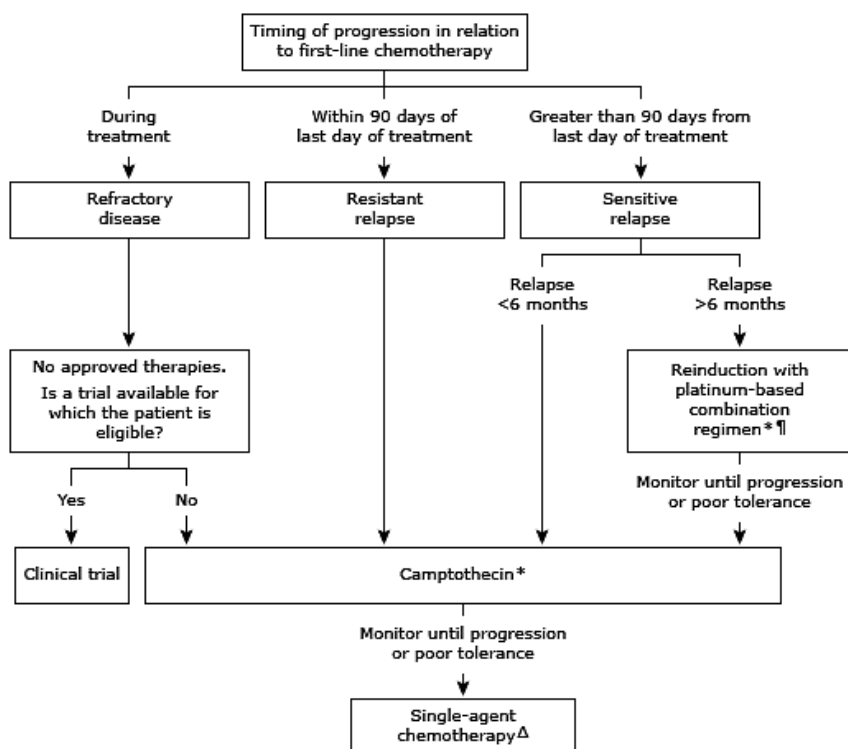 Timing of progression in relation
to first-line chemotherapy
During
treatment
Within 90 days of
last day of treatment
Greater than 90 days from
last day of treatment
Refractory
disease
Resistant
relapse
Sensitive
relapse
Relapse
<6 months
Relapse
>6 months
No approved therapies.
Is a trial available for
which the patient is
eligible?
Reinduction with
platinum-based
combination
regimen*¶
Yes
No
Monitor until progression
or poor tolerance
Clinical trial
Camptothecin*
Monitor until progression
or poor tolerance
Single-agent
chemotherapyΔ